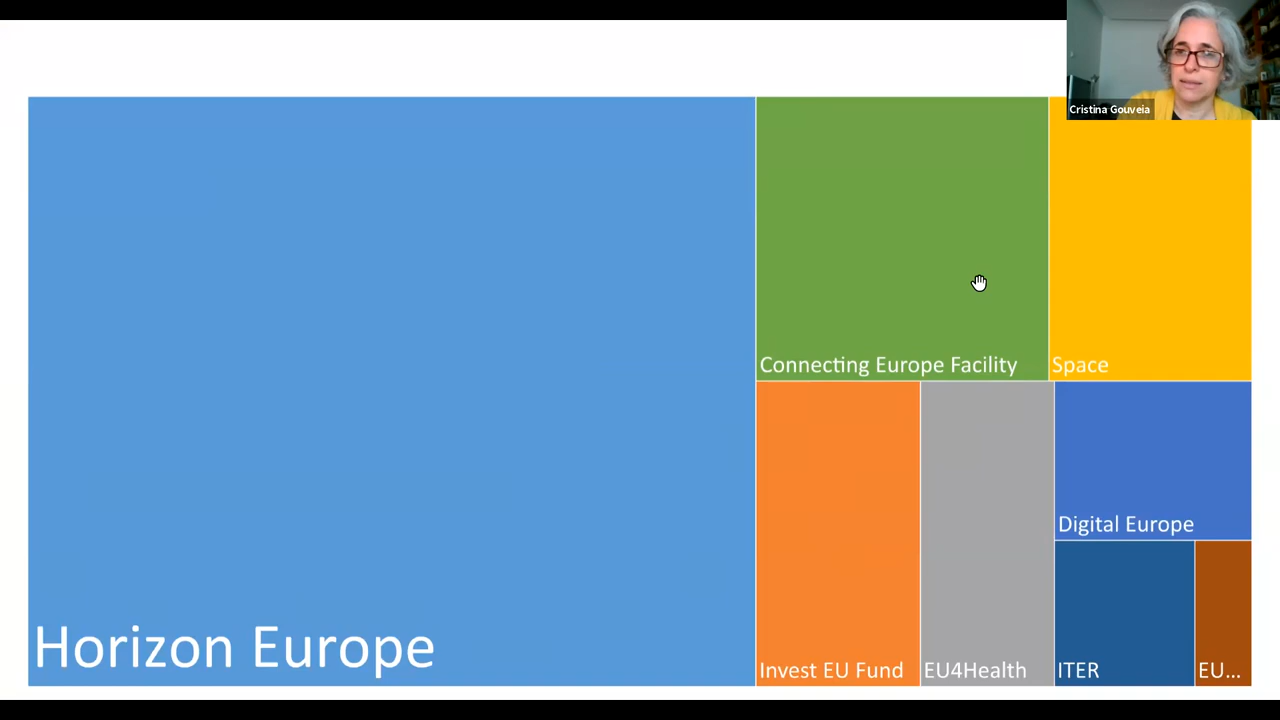 Cristina Gouveia
Connecting Europe Facility
Space
Digital Europe
Horizon Europe
Invest EU Fund
EU4Health
ITER
EU...